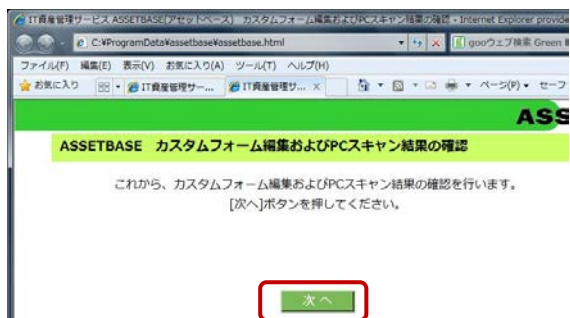 IT資産管理サービス ASSETBASE(アセットベース) カスタムフォーム編集およびPCスキャン結果の確認 - Internet Explorer provide
C:¥ProgramData¥assetbase¥assetbase.html
gooウェブ検索 Green
ファイル(F) 編集(E) 表示(V) お気に入り(A) ツール(T) ヘルプ(H)
お気に入り IT資産管理サー... IT資産管理サ... ページ(P) セーフ
ASS
ASSETBASE カスタムフォーム編集およびPCスキャン結果の確認
これから、カスタムフォーム編集およびPCスキャン結果の確認を行います。
[次へ]ボタンを押してください。
次 へ